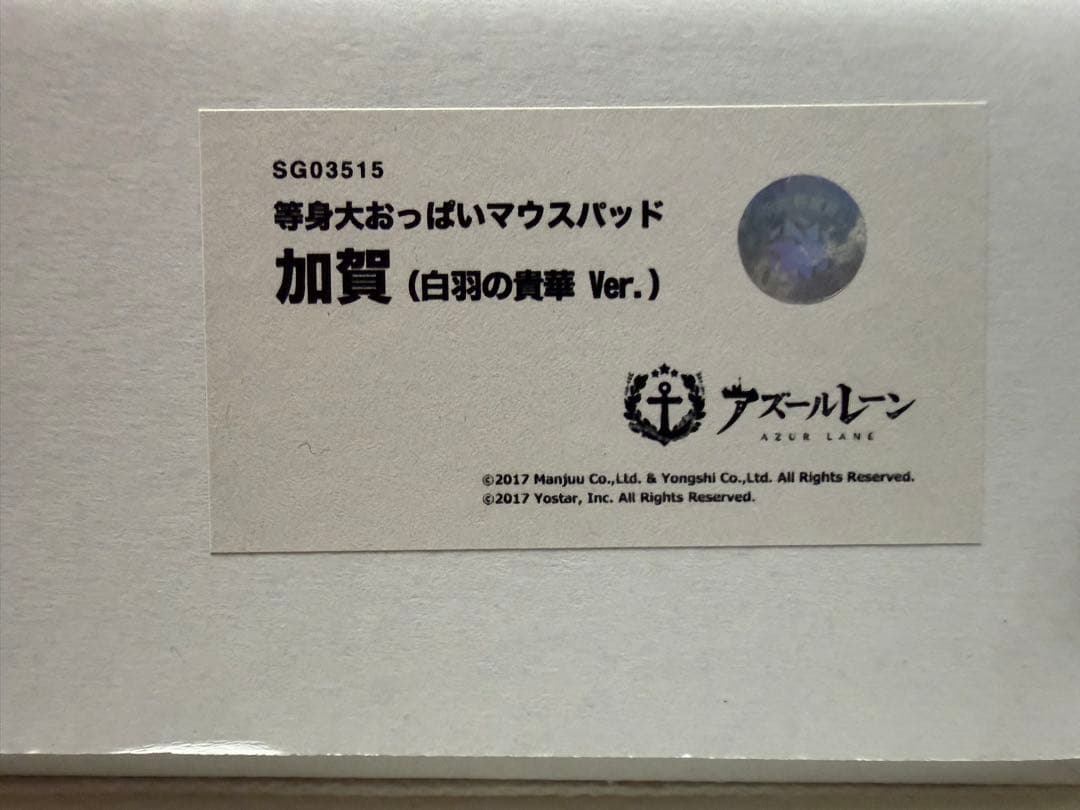 SG03515
等身大おっぱいマウスパッド
加賀（白羽の貴華 Ver.）
アズールレーン
AZUR LANE
©2017 Manjuu Co.,Ltd. & Yongshi Co.,Ltd. All Rights Reserved.
©2017 Yostar, Inc. All Rights Reserved.